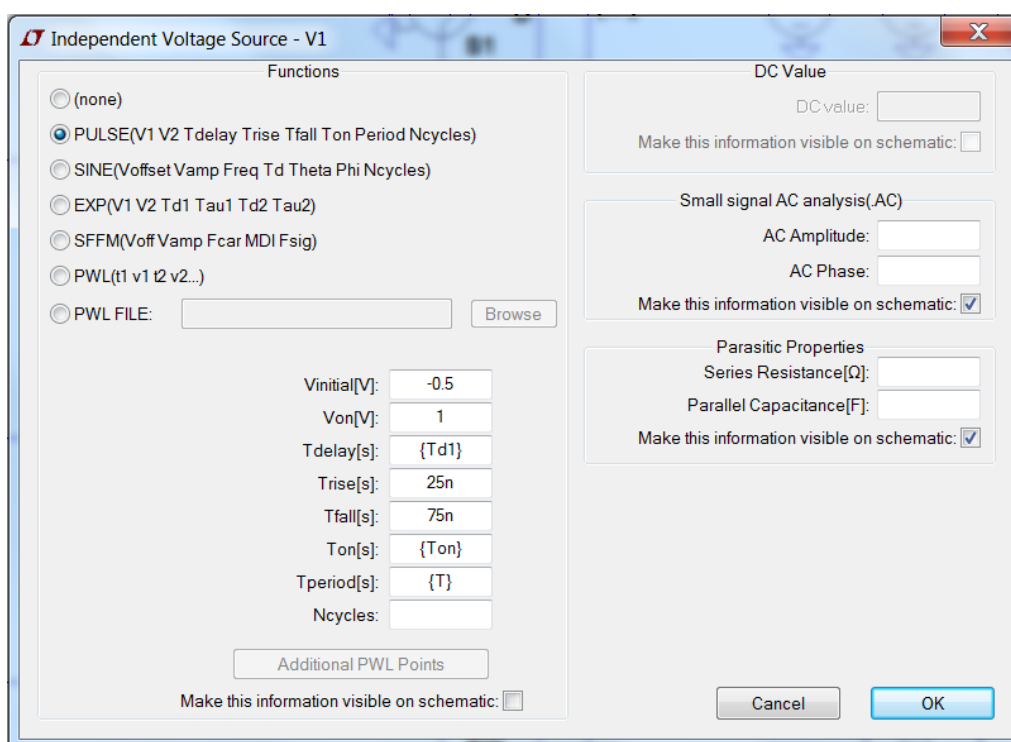 Independent Voltage Source - V1
Functions
(none)
PULSE(V1 V2 Tdelay Trise Tfall Ton Period Ncycles)
SINE(Voffset Vamp Freq Td Theta Phi Ncycles)
EXP(V1 V2 Td1 Tau1 Td2 Tau2)
SFFM(Voff Vamp Fcar MDI Fsig)
PWL(t1 v1 t2 v2...)
PWL FILE: Browse
Vinitial[V]: -0.5
Von[V]: 1
Tdelay[s]: {Td1}
Trise[s]: 25n
Tfall[s]: 75n
Ton[s]: {Ton}
Tperiod[s]: {T}
Ncycles:
Additional PWL Points
Make this information visible on schematic:
DC Value
DC value:
Make this information visible on schematic:
Small signal AC analysis(.AC)
AC Amplitude:
AC Phase:
Make this information visible on schematic:
Parasitic Properties
Series Resistance[Ω]:
Parallel Capacitance[F]:
Make this information visible on schematic:
Cancel OK